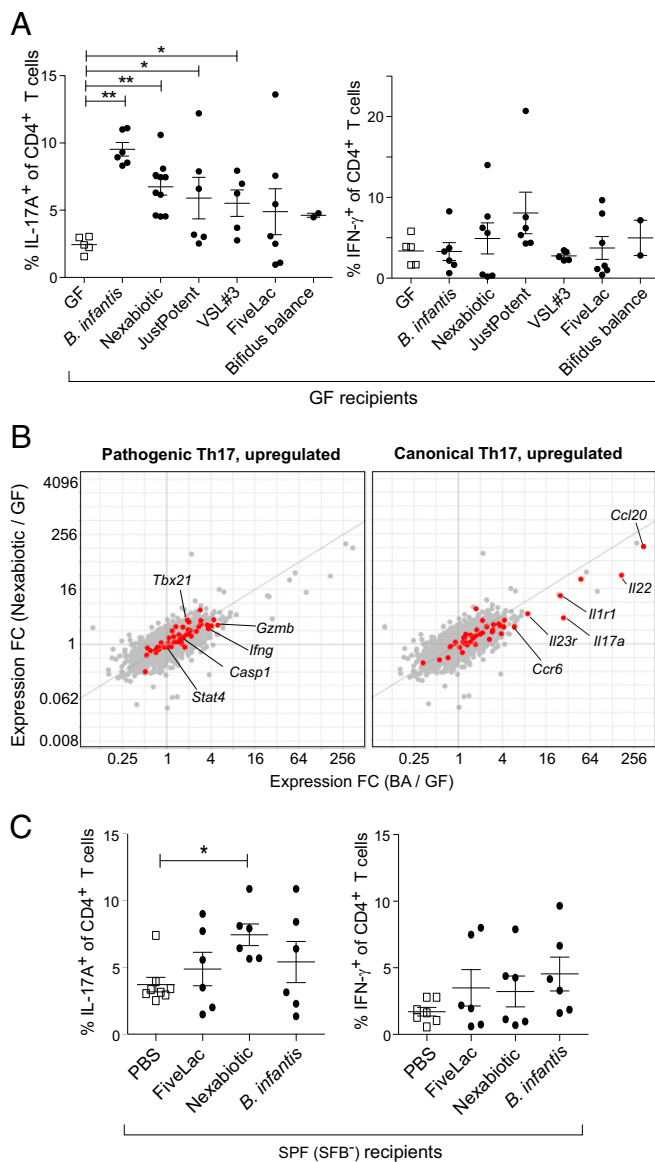 A
% IL-17A+ of CD4+ T cells
15
10
5
0
*
*
**
**
GF
B. infantis
Nexabiotic
JustPotent
VSL#3
FiveLac
Bifidus balance
% IFN-γ+ of CD4+ T cells
30
20
10
0
GF
B. infantis
Nexabiotic
JustPotent
VSL#3
FiveLac
Bifidus balance
GF recipients
B
Pathogenic Th17, upregulated
Canonical Th17, upregulated
Expression FC (Nexabiotic / GF)
4096
256
16
1
0.062
0.008
Tbx21
Gzmb
Ifng
Casp1
Stat4
Ccl20
Il22
Il1r1
Il17a
Il23r
Ccr6
0.25 1 4 16 64 256
0.25 1 4 16 64 256
Expression FC (BA / GF)
C
% IL-17A+ of CD4+ T cells
15
10
5
0
*
PBS
FiveLac
Nexabiotic
B. infantis
% IFN-γ+ of CD4+ T cells
15
10
5
0
PBS
FiveLac
Nexabiotic
B. infantis
SPF (SFB-) recipients